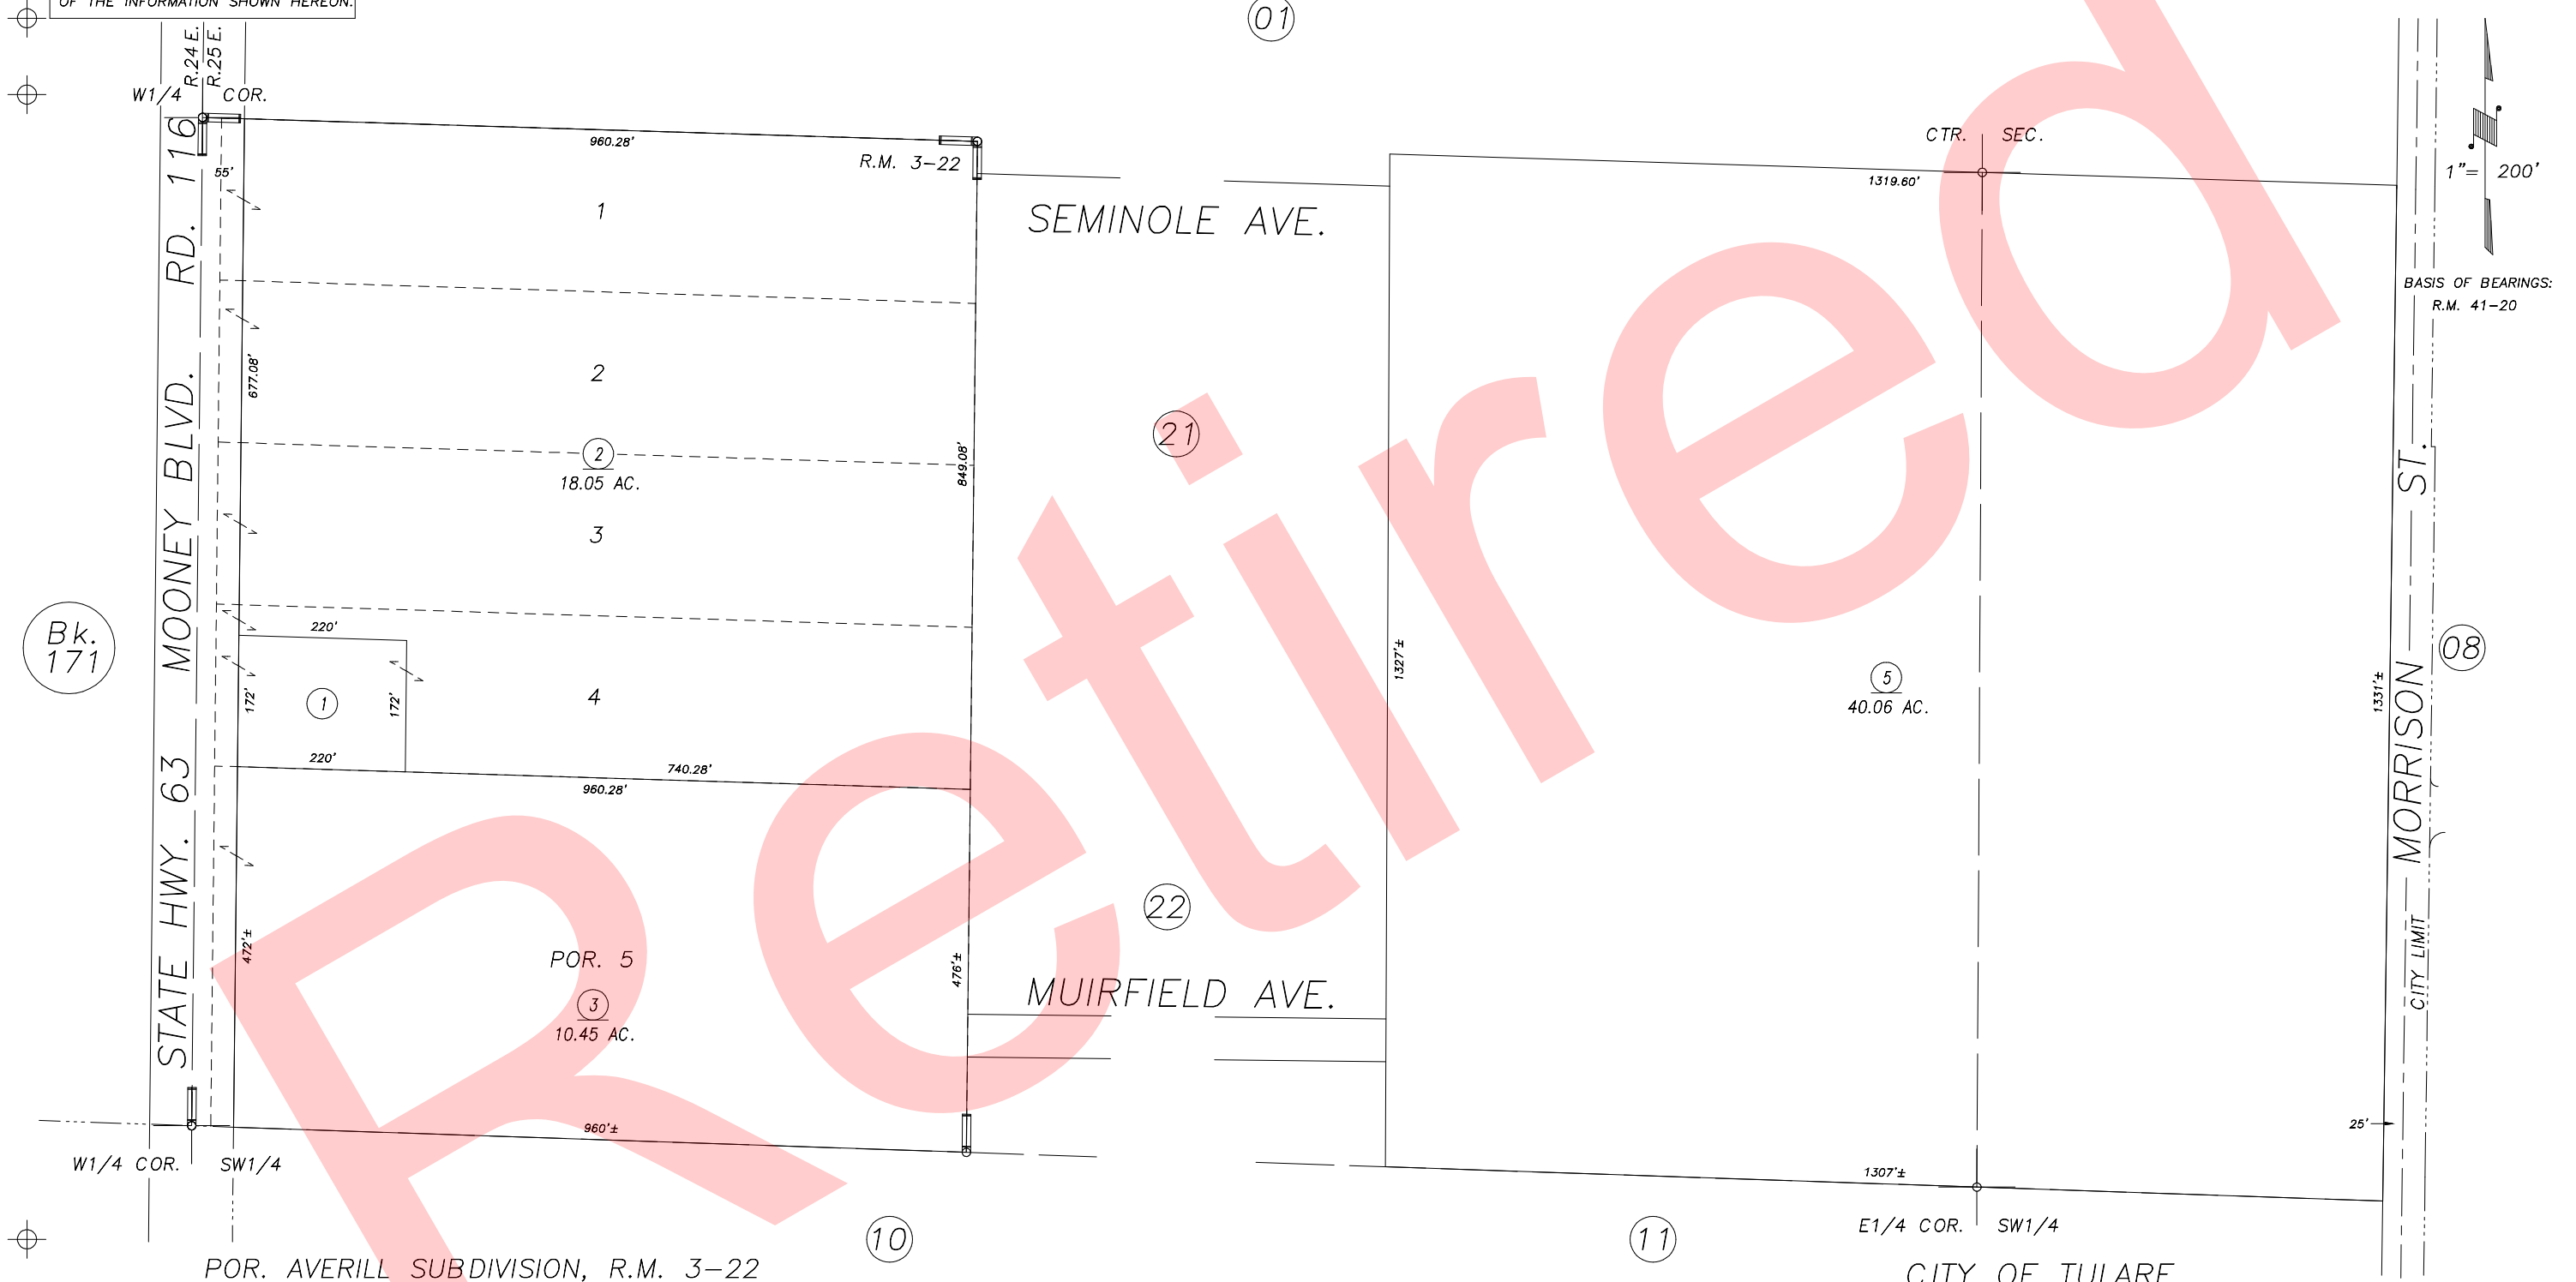 OF THE INFORMATION SHOWN HEREON.
01
R.24 E.
R.25 E.
W1/4 COR.
CTR. SEC.
960.28'
R.M. 3-22
55'
1
1319.60'
1"= 200'
SEMINOLE AVE.
BASIS OF BEARINGS:
R.M. 41-20
STATE HWY. 63 MOONEY BLVD. RD. 116
677.08'
2
2
18.05 AC.
849.08'
21
3
Bk.
171
220'
172'
1
172'
4
220'
740.28'
960.28'
1327'±
5
40.06 AC.
1331'±
MORRISON ST.
08
22
472'±
POR. 5
3
10.45 AC.
476'±
MUIRFIELD AVE.
CITY LIMIT
25'
960'±
W1/4 COR. SW1/4
1307'±
E1/4 COR. SW1/4
10
11
POR. AVERILL SUBDIVISION, R.M. 3-22
CITY OF TULARE
Retired